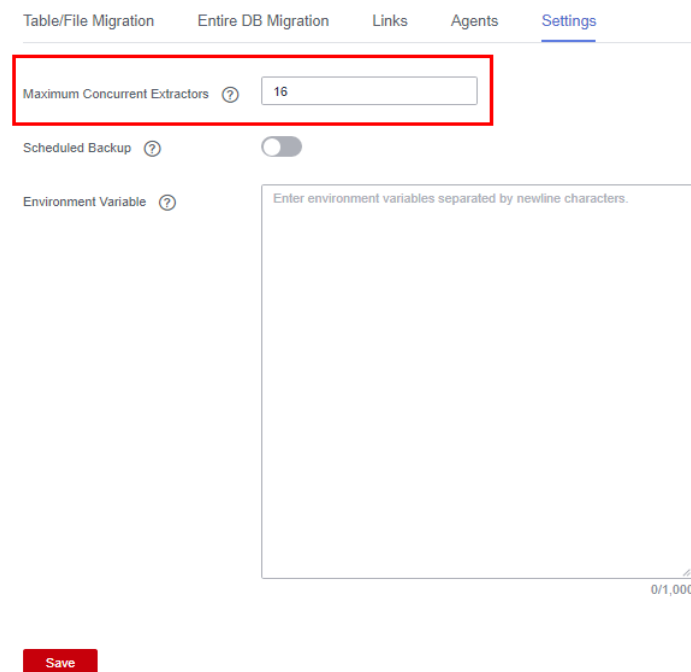 Table/File Migration Entire DB Migration Links Agents Settings
Maximum Concurrent Extractors ? 16
Scheduled Backup ?
Environment Variable ? Enter environment variables separated by newline characters.
0/1,000
Save